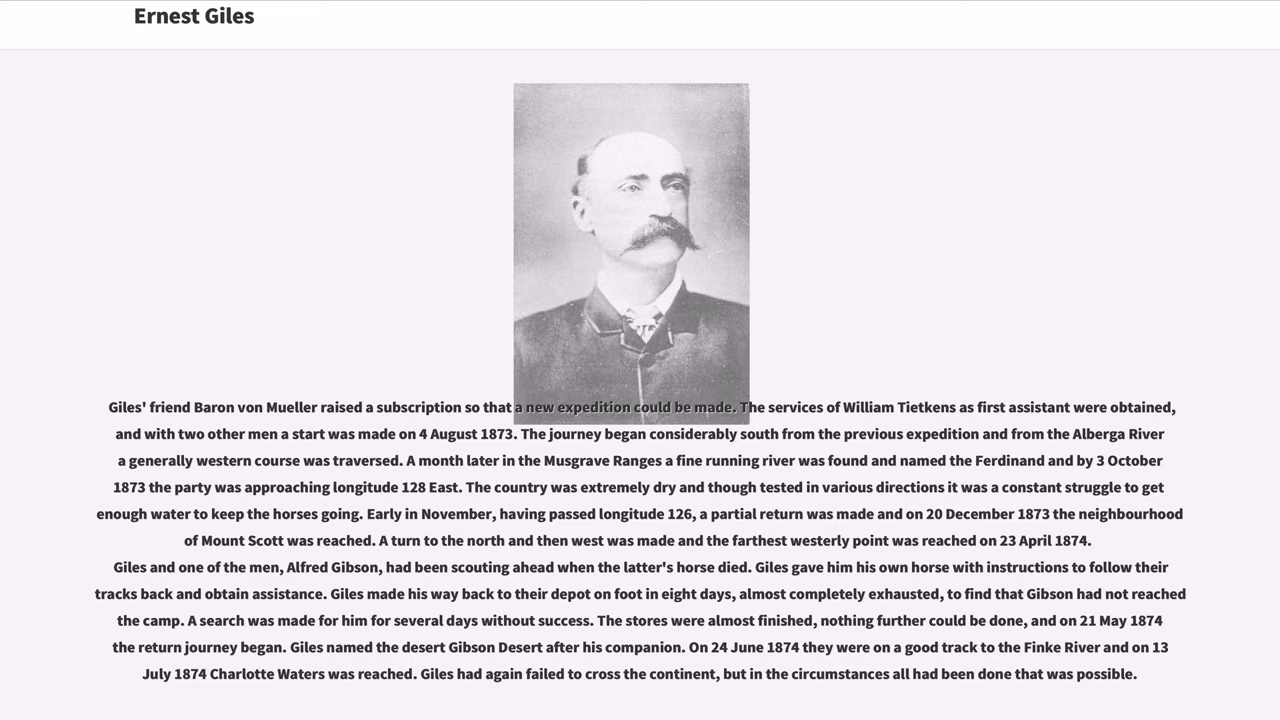 Ernest Giles
Giles' friend Baron von Mueller raised a subscription so that a new expedition could be made. The services of William Tietkens as first assistant were obtained,
and with two other men a start was made on 4 August 1873. The journey began considerably south from the previous expedition and from the Alberga River
a generally western course was traversed. A month later in the Musgrave Ranges a fine running river was found and named the Ferdinand and by 3 October
1873 the party was approaching longitude 128 East. The country was extremely dry and though tested in various directions it was a constant struggle to get
enough water to keep the horses going. Early in November, having passed longitude 126, a partial return was made and on 20 December 1873 the neighbourhood
of Mount Scott was reached. A turn to the north and then west was made and the farthest westerly point was reached on 23 April 1874.
Giles and one of the men, Alfred Gibson, had been scouting ahead when the latter's horse died. Giles gave him his own horse with instructions to follow their
tracks back and obtain assistance. Giles made his way back to their depot on foot in eight days, almost completely exhausted, to find that Gibson had not reached
the camp. A search was made for him for several days without success. The stores were almost finished, nothing further could be done, and on 21 May 1874
the return journey began. Giles named the desert Gibson Desert after his companion. On 24 June 1874 they were on a good track to the Finke River and on 13
July 1874 Charlotte Waters was reached. Giles had again failed to cross the continent, but in the circumstances all had been done that was possible.